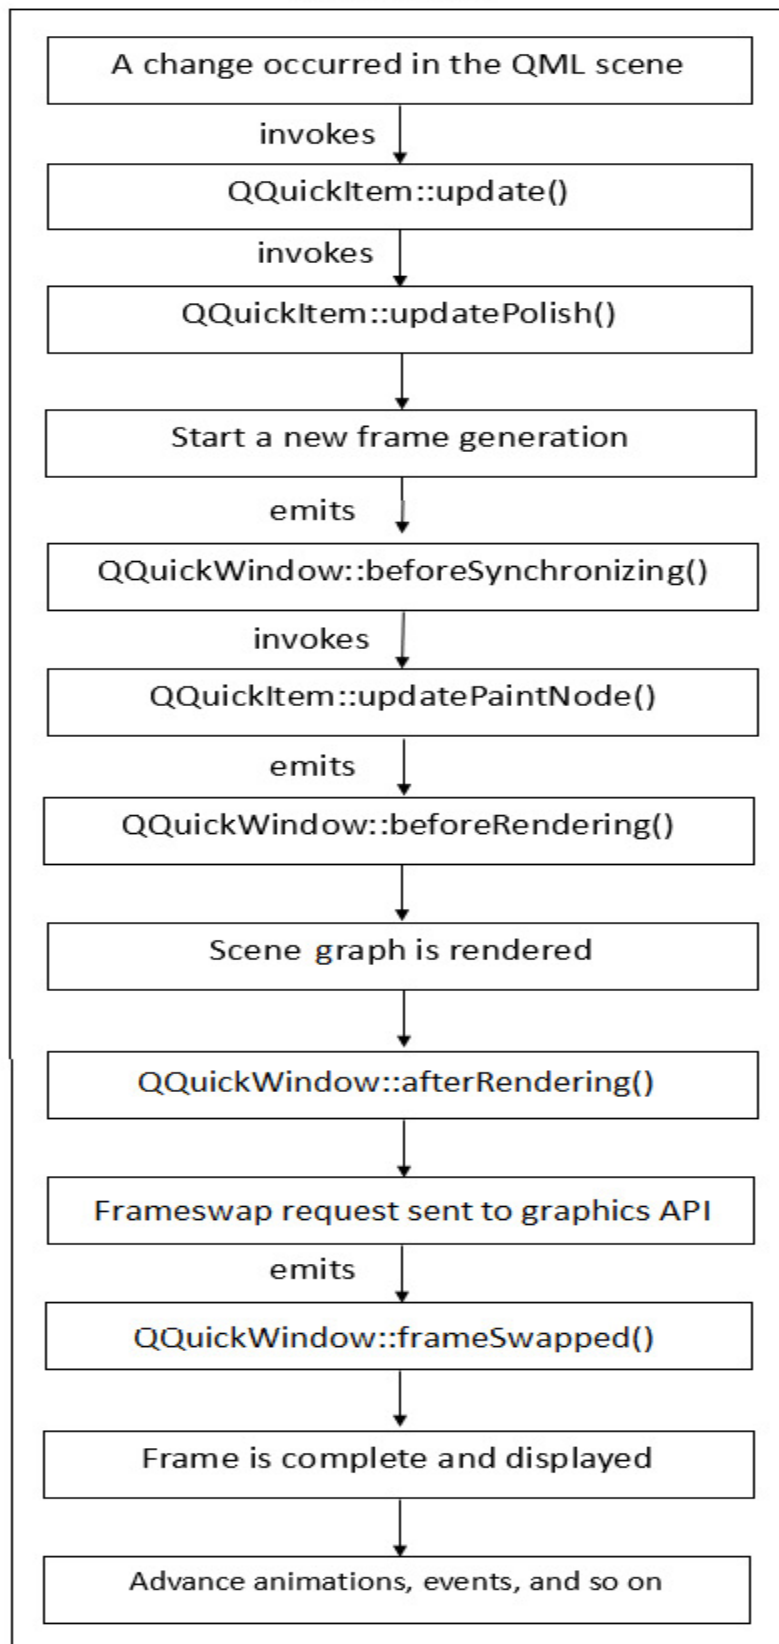 A change occurred in the QML scene
invokes
QQuickItem::update()
invokes
QQuickItem::updatePolish()
Start a new frame generation
emits
QQuickWindow::beforeSynchronizing()
invokes
QQuickItem::updatePaintNode()
emits
QQuickWindow::beforeRendering()
Scene graph is rendered
QQuickWindow::afterRendering()
Frameswap request sent to graphics API
emits
QQuickWindow::frameSwapped()
Frame is complete and displayed
Advance animations, events, and so on